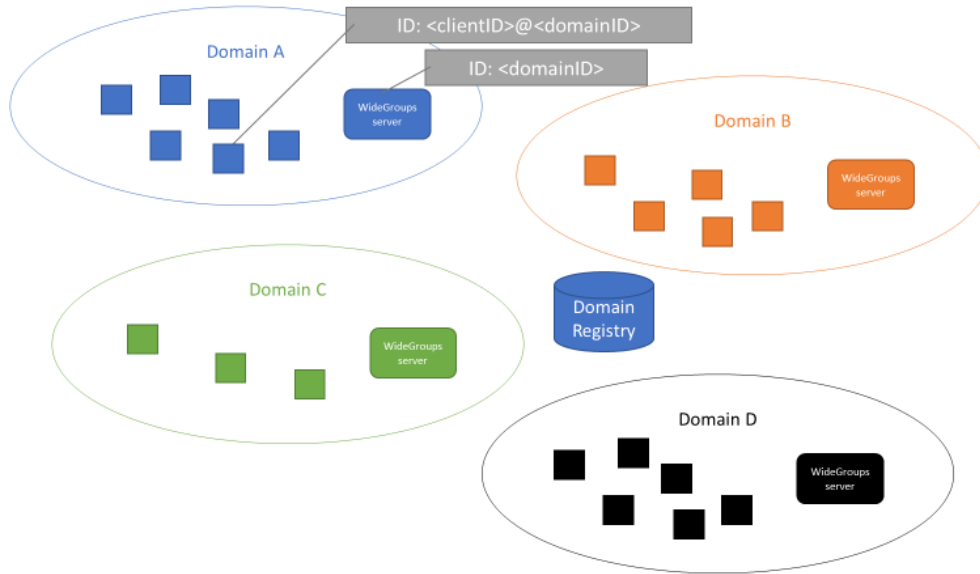 ID: <clientID>@<domainID>
Domain A
ID: <domainID>
WideGroups
server
Domain B
WideGroups
server
Domain C
WideGroups
server
Domain
Registry
Domain D
WideGroups
server